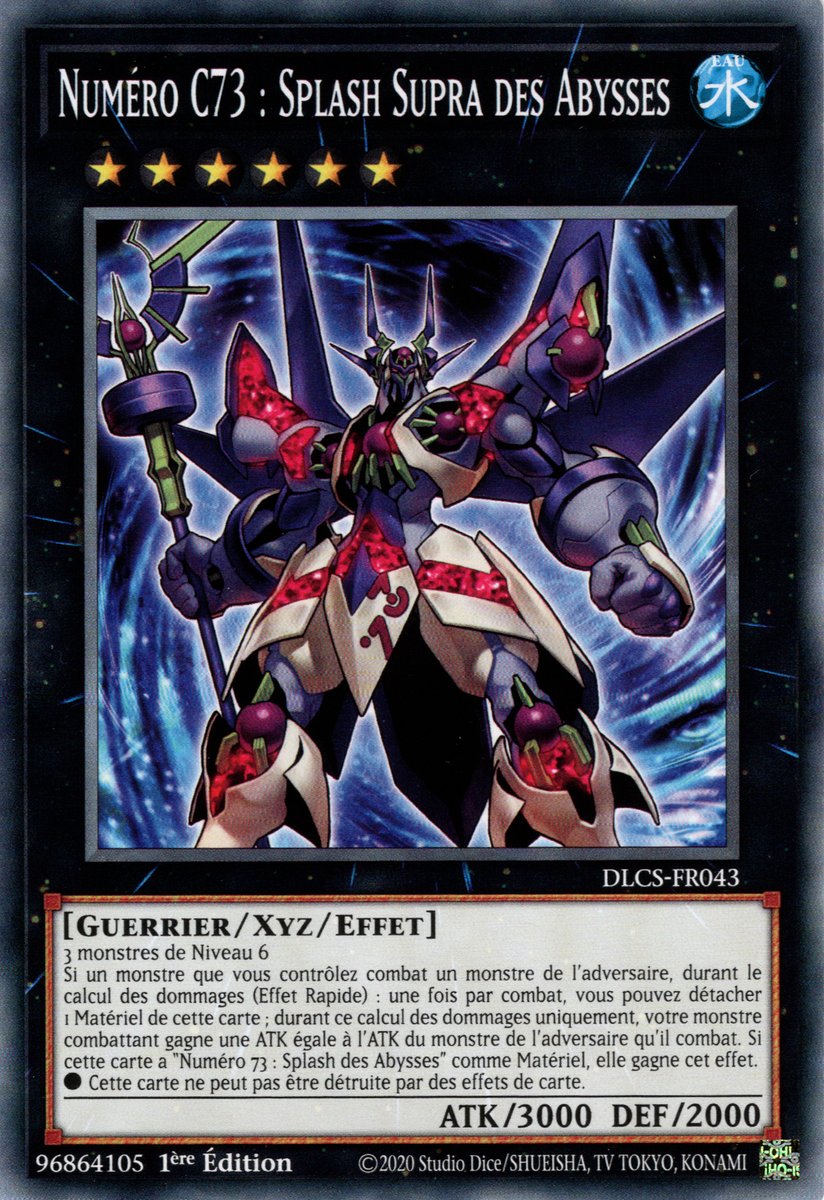 Numéro C73 : Splash Supra des Abysses
EAU
水
73
DLCS-FR043
[Guerrier/Xyz/Effet]
3 monstres de Niveau 6
Si un monstre que vous contrôlez combat un monstre de l'adversaire, durant le
calcul des dommages (Effet Rapide) : une fois par combat, vous pouvez détacher
1 Matériel de cette carte ; durant ce calcul des dommages uniquement, votre monstre
combattant gagne une ATK égale à l'ATK du monstre de l'adversaire qu'il combat. Si
cette carte a "Numéro 73 : Splash des Abysses" comme Matériel, elle gagne cet effet.
● Cette carte ne peut pas être détruite par des effets de carte.
ATK/3000 DEF/2000
96864105 1ère Édition ©2020 Studio Dice/SHUEISHA, TV TOKYO, KONAMI